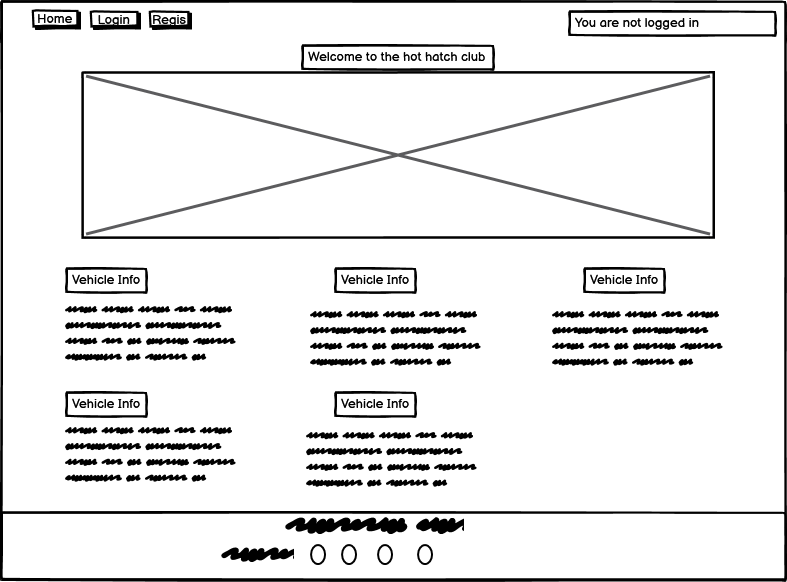 Home Login Regis You are not logged in
Welcome to the hot hatch club
Vehicle Info Vehicle Info Vehicle Info
Vehicle Info Vehicle Info